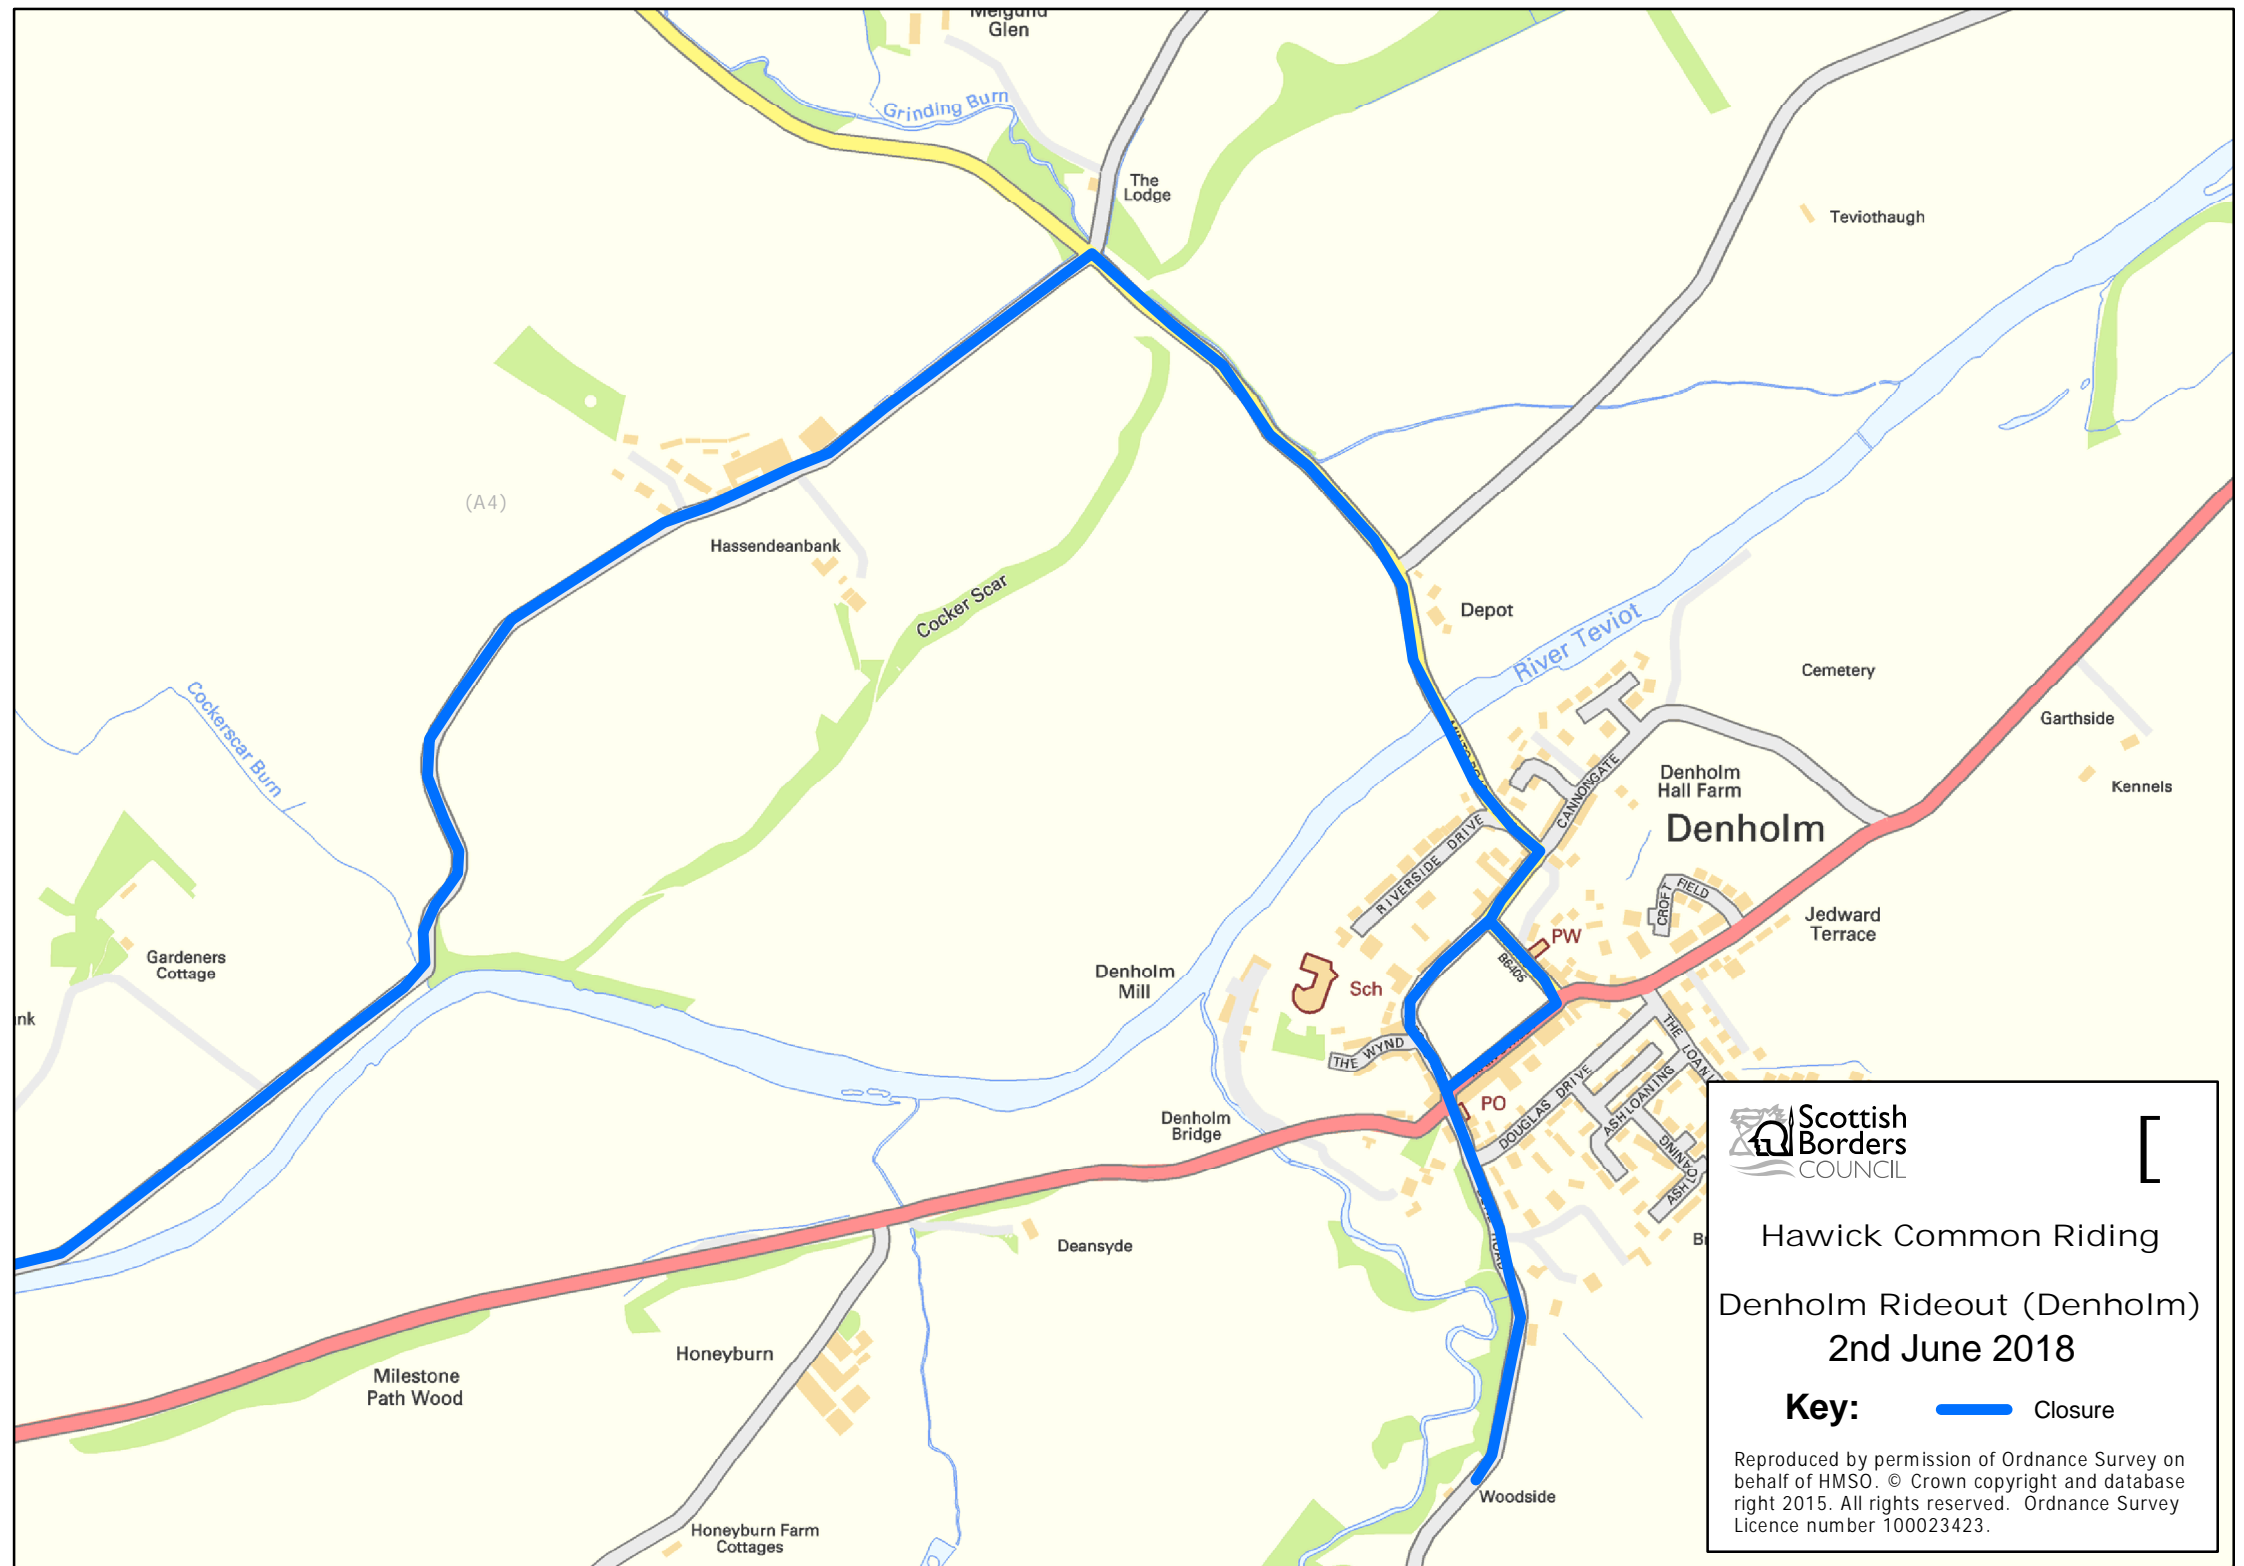 Glen
Grinding Burn
The
Lodge
Teviothaugh
(A4)
Hassendeanbank
Cocker Scar
Depot
River Teviot
Cemetery
Garthside
Cockerscar Burn
Denholm
Hall Farm
Kennels
CANNONGATE
Denholm
RIVERSIDE DRIVE
CROFT FIELD
Jedward
Terrace
PW
B6405
Gardeners
Cottage
Denholm
Mill
Sch
THE WYND
THE LOANI
PO
DOUGLAS DRIVE
ASHLOANING
ASH LOANING
Denholm
Bridge
Deansyde
Honeyburn
Milestone
Path Wood
Woodside
Honeyburn Farm
Cottages
Scottish
Borders
COUNCIL
[
Hawick Common Riding
Denholm Rideout (Denholm)
2nd June 2018
Key:
Closure
Reproduced by permission of Ordnance Survey on
behalf of HMSO. © Crown copyright and database
right 2015. All rights reserved. Ordnance Survey
Licence number 100023423.